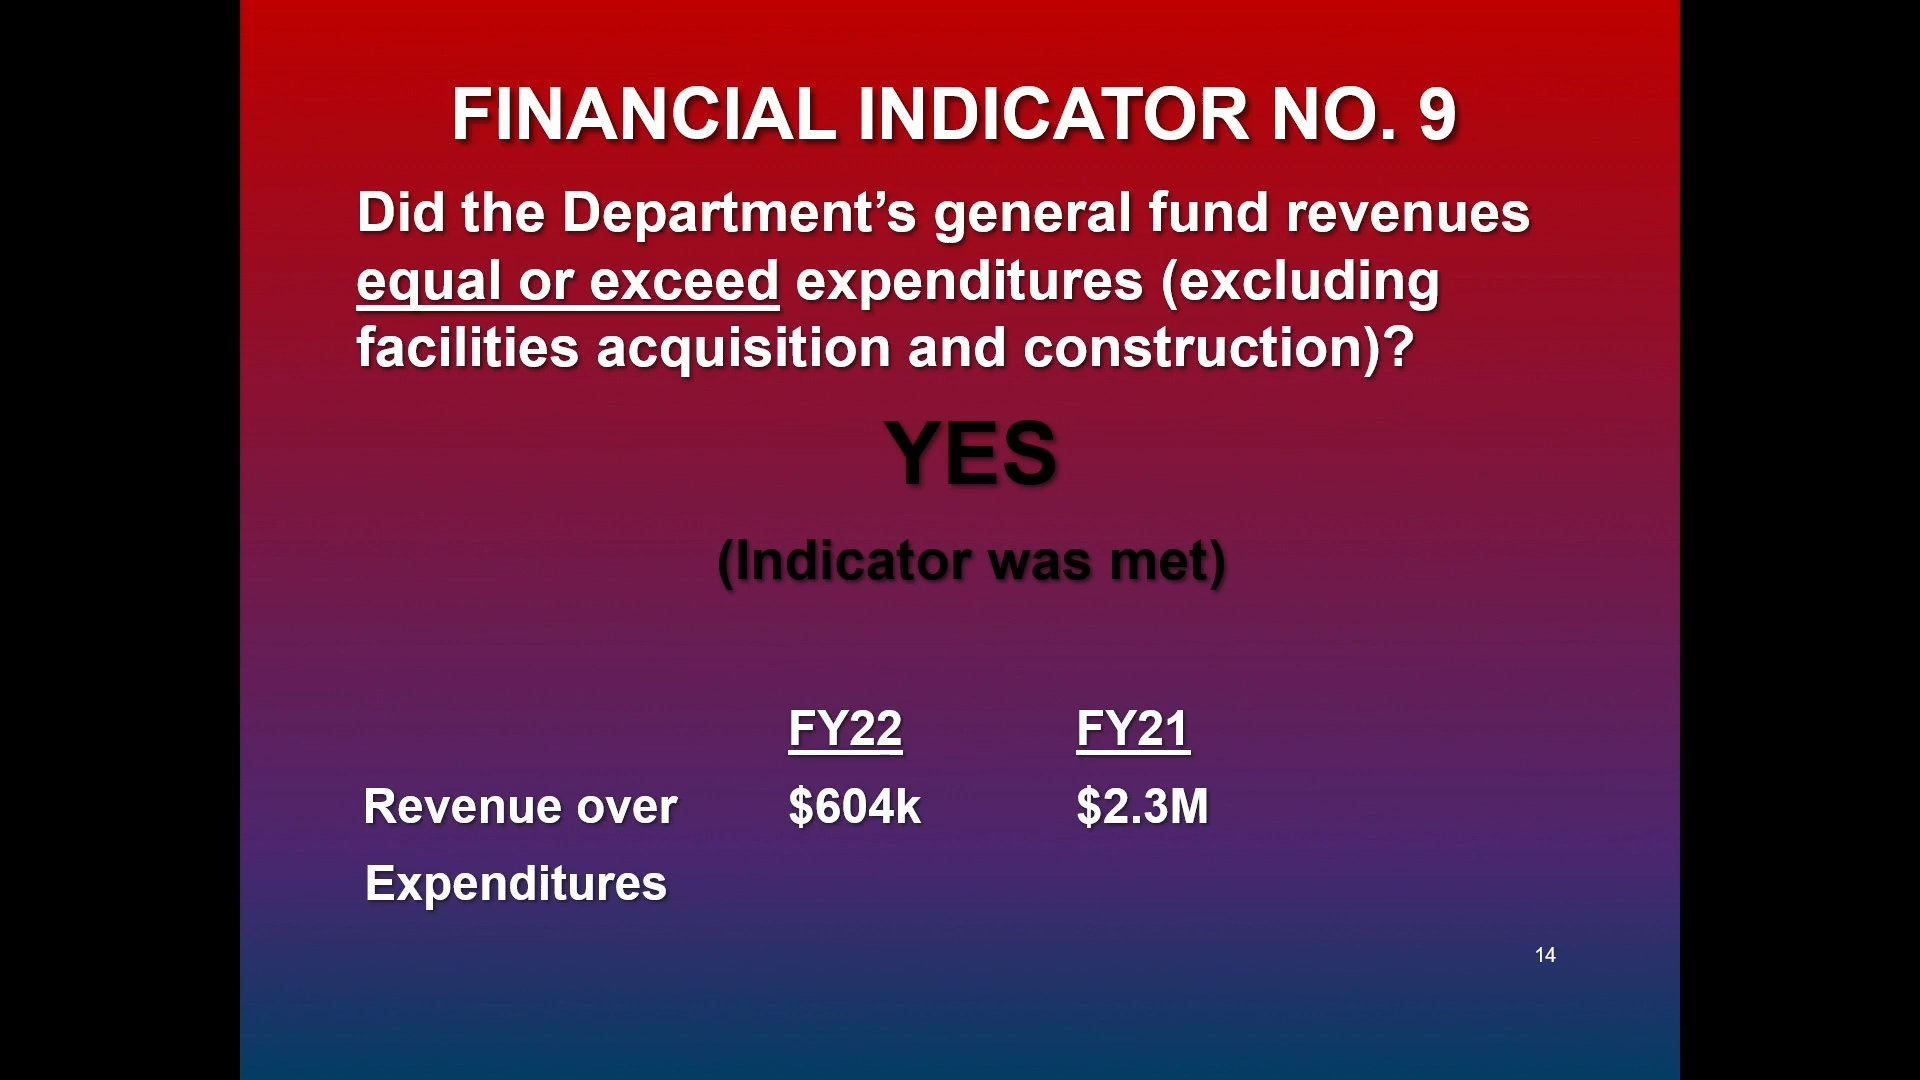 FINANCIAL INDICATOR NO. 9
Did the Department’s general fund revenues
equal or exceed expenditures (excluding
facilities acquisition and construction)?
YES
(Indicator was met)
FY22 FY21
Revenue over $604k $2.3M
Expenditures
14